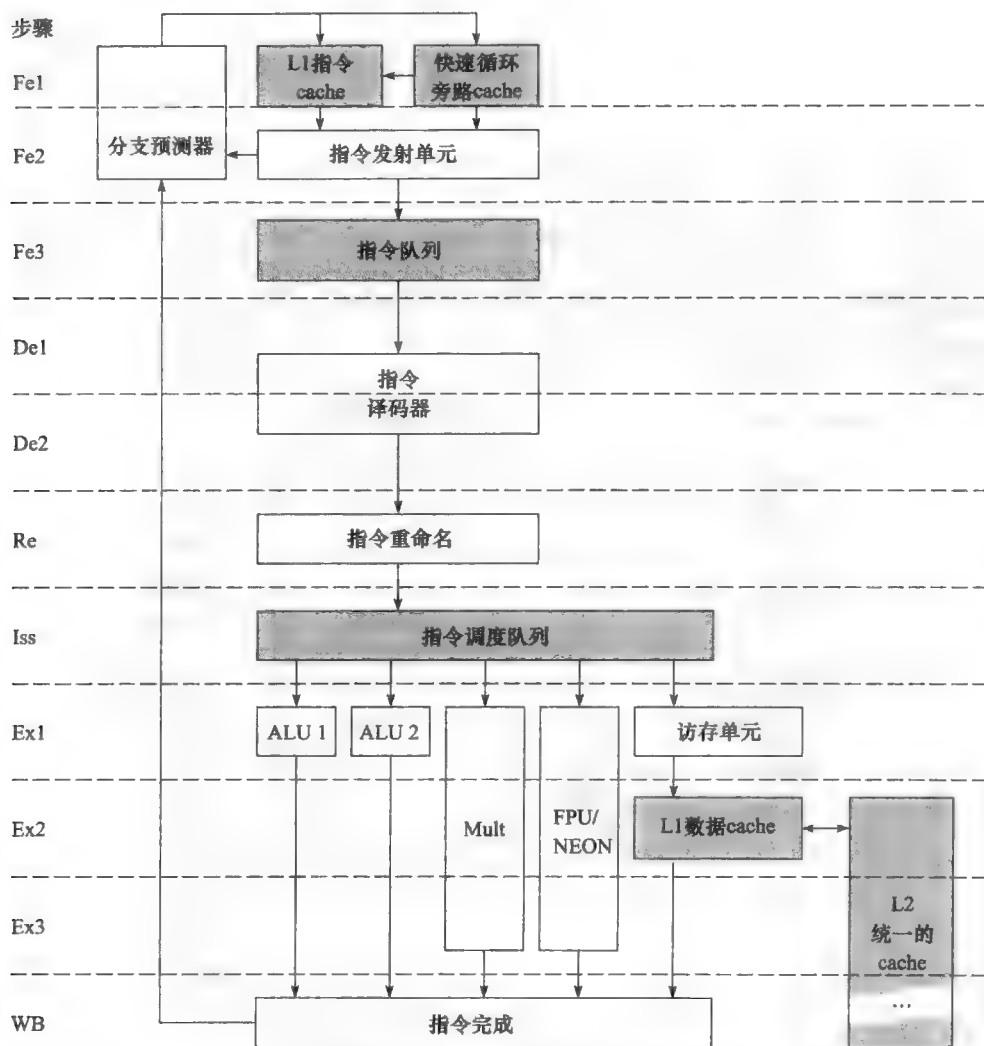 步骤
Fe1
L1指令
cache
快速循环
旁路cache
分支预测器
Fe2
指令发射单元
Fe3
指令队列
De1
指令
译码器
De2
Re
指令重命名
Iss
指令调度队列
Ex1
ALU 1
ALU 2
访存单元
Ex2
Mult
FPU/
NEON
L1数据cache
Ex3
L2
统一的
cache
…
WB
指令完成